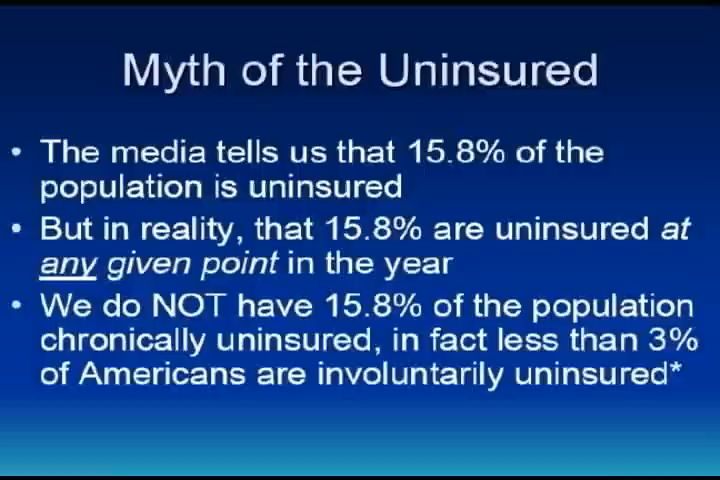 Myth of the Uninsured
• The media tells us that 15.8% of the
population is uninsured
• But in reality, that 15.8% are uninsured at
any given point in the year
• We do NOT have 15.8% of the population
chronically uninsured, in fact less than 3%
of Americans are involuntarily uninsured*